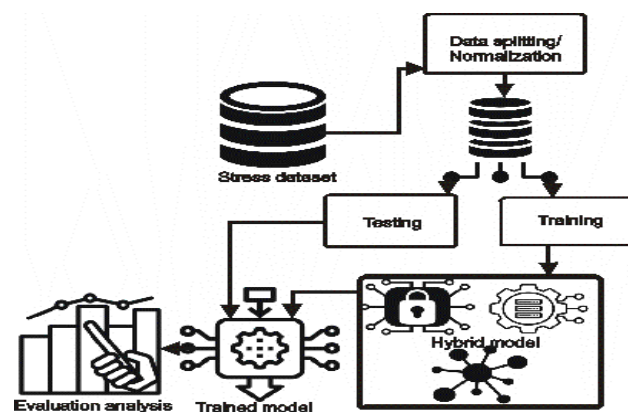 Data splitting/
Normalization
Stress dataset
Testing
Training
Hybrid model
Evaluation analysis
Trained model